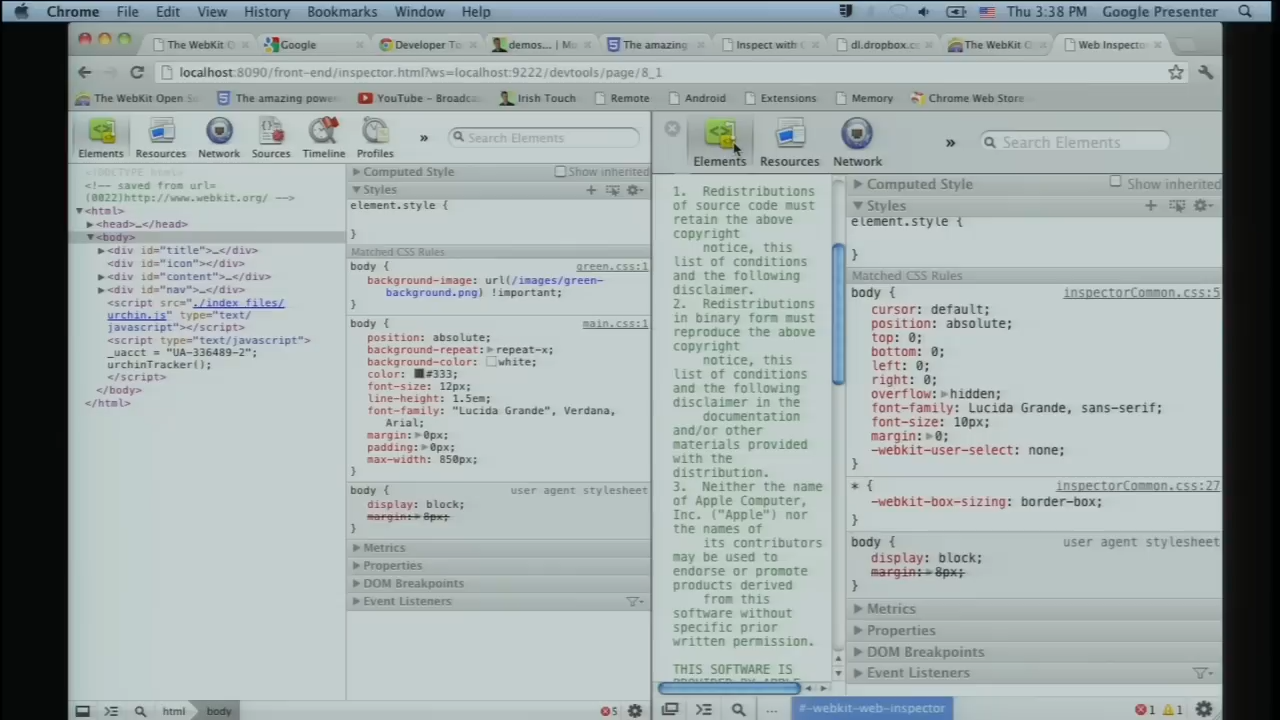 Chrome File Edit View History Bookmarks Window Help Thu 3:38 PM Google Presenter
The WebKit O Google Developer To demos... | Mo The amazing Inspect with C dl.dropbox.c The WebKit O Web Inspecto
localhost:8090/front-end/inspector.html?ws=localhost:9222/devtools/page/8_1
The WebKit Open S The amazing powe YouTube - Broadca Irish Touch Remote Android Extensions Memory Chrome Web Store
Elements Resources Network Sources Timeline Profiles » Search Elements
<!DOCTYPE html>
<!-- saved from url=
(0022)http://www.webkit.org/ -->
▼<html>
▶<head>…</head>
▼<body>
▶<div id="title">…</div>
<div id="icon"></div>
▶<div id="content">…</div>
▶<div id="nav">…</div>
<script src="./index_files/
urchin.js" type="text/
javascript"></script>
<script type="text/javascript">
_uacct = "UA-336489-2";
urchinTracker();
</script>
</body>
</html>
▶ Computed Style Show inherited
▼ Styles
element.style {
}
Matched CSS Rules
body { green.css:1
background-image: url(/images/green-
background.png) !important;
}
body { main.css:1
position: absolute;
background-repeat:▶repeat-x;
background-color: white;
color: #333;
font-size: 12px;
line-height: 1.5em;
font-family: "Lucida Grande", Verdana,
Arial;
margin:▶0px;
padding:▶0px;
max-width: 850px;
}
body { user agent stylesheet
display: block;
margin:▶8px;
}
▶ Metrics
▶ Properties
▶ DOM Breakpoints
▶ Event Listeners
html body 5
Elements Resources Network » Search Elements
1. Redistributions
of source code must
retain the above
copyright
notice, this
list of conditions
and the following
disclaimer.
2. Redistributions
in binary form must
reproduce the above
copyright
notice, this
list of conditions
and the following
disclaimer in the
documentation
and/or other
materials provided
with the
distribution.
3. Neither the name
of Apple Computer,
Inc. ("Apple") nor
the names of
its contributors
may be used to
endorse or promote
products derived
from this
software without
specific prior
written permission.
THIS SOFTWARE IS
PROVIDED BY APPLE
▶ Computed Style Show inherited
▼ Styles
element.style {
}
Matched CSS Rules
body { inspectorCommon.css:5
cursor: default;
position: absolute;
top: 0;
bottom: 0;
left: 0;
right: 0;
overflow:▶hidden;
font-family: Lucida Grande, sans-serif;
font-size: 10px;
margin:▶0;
-webkit-user-select: none;
}
* { inspectorCommon.css:27
-webkit-box-sizing: border-box;
}
body { user agent stylesheet
display: block;
margin:▶8px;
}
▶ Metrics
▶ Properties
▶ DOM Breakpoints
▶ Event Listeners
... #-webkit-web-inspector 1 1